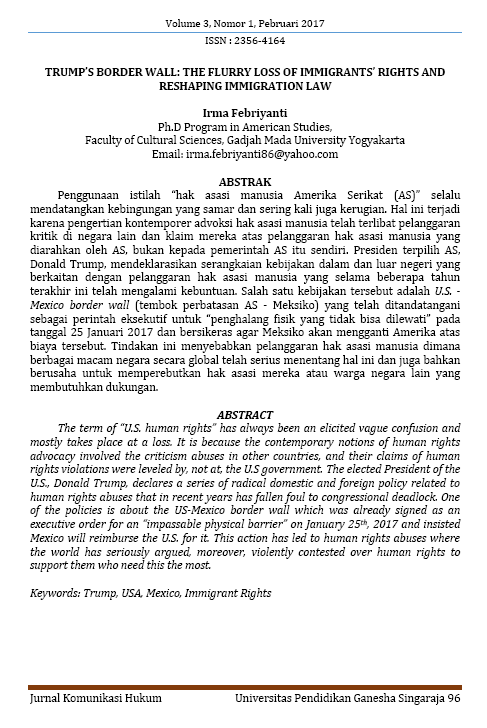 Volume 3, Nomor 1, Pebruari 2017
ISSN : 2356-4164
TRUMP'S BORDER WALL: THE FLURRY LOSS OF IMMIGRANTS' RIGHTS AND
RESHAPING IMMIGRATION LAW
Irma Febriyanti
Ph.D Program in American Studies,
Faculty of Cultural Sciences, Gadjah Mada University Yogyakarta
Email: irma.febriyanti86@yahoo.com
ABSTRAK
Penggunaan istilah “hak asasi manusia Amerika Serikat (AS)” selalu
mendatangkan kebingungan yang samar dan sering kali juga kerugian. Hal ini terjadi
karena pengertian kontemporer advoksi hak asasi manusia telah terlibat pelanggaran
kritik di negara lain dan klaim mereka atas pelanggaran hak asasi manusia yang
diarahkan oleh AS, bukan kepada pemerintah AS itu sendiri. Presiden terpilih AS,
Donald Trump, mendeklarasikan serangkaian kebijakan dalam dan luar negeri yang
berkaitan dengan pelanggaran hak asasi manusia yang selama beberapa tahun
terakhir ini telah mengalami kebuntuan. Salah satu kebijakan tersebut adalah U.S. -
Mexico border wall (tembok perbatasan AS - Meksiko) yang telah ditandatangani
sebagai perintah eksekutif untuk “penghalang fisik yang tidak bisa dilewati” pada
tanggal 25 Januari 2017 dan bersikeras agar Meksiko akan mengganti Amerika atas
biaya tersebut. Tindakan ini menyebabkan pelanggaran hak asasi manusia dimana
berbagai macam negara secara global telah serius menentang hal ini dan juga bahkan
berusaha untuk memperebutkan hak asasi mereka atau warga negara lain yang
membutuhkan dukungan.
ABSTRACT
The term of “U.S. human rights” has always been an elicited vague confusion and
mostly takes place at a loss. It is because the contemporary notions of human rights
advocacy involved the criticism abuses in other countries, and their claims of human
rights violations were leveled by, not at, the U.S government. The elected President of the
U.S., Donald Trump, declares a series of radical domestic and foreign policy related to
human rights abuses that in recent years has fallen foul to congressional deadlock. One
of the policies is about the US-Mexico border wall which was already signed as an
executive order for an “impassable physical barrier” on January 25th, 2017 and insisted
Mexico will reimburse the U.S. for it. This action has led to human rights abuses where
the world has seriously argued, moreover, violently contested over human rights to
support them who need this the most.
Keywords: Trump, USA, Mexico, Immigrant Rights
Jurnal Komunikasi Hukum Universitas Pendidikan Ganesha Singaraja 96